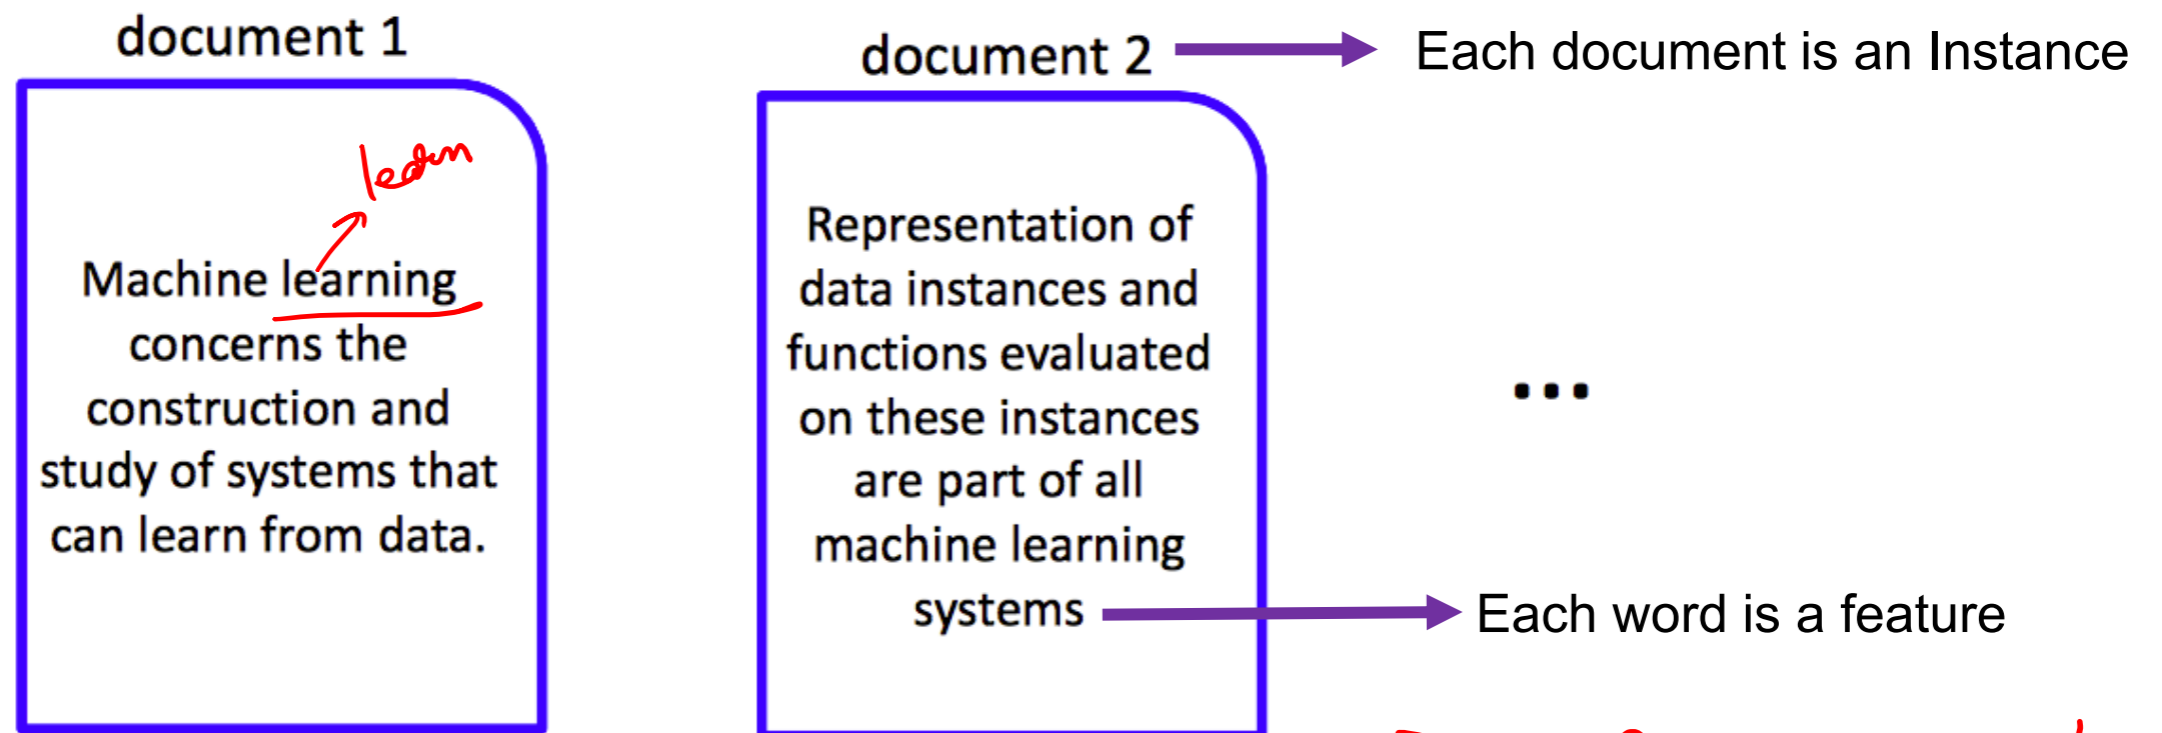 document 1
learn
Machine learning
concerns the
construction and
study of systems that
can learn from data.
document 2
Each document is an Instance
Representation of
data instances and
functions evaluated
on these instances
are part of all
machine learning
systems
...
Each word is a feature